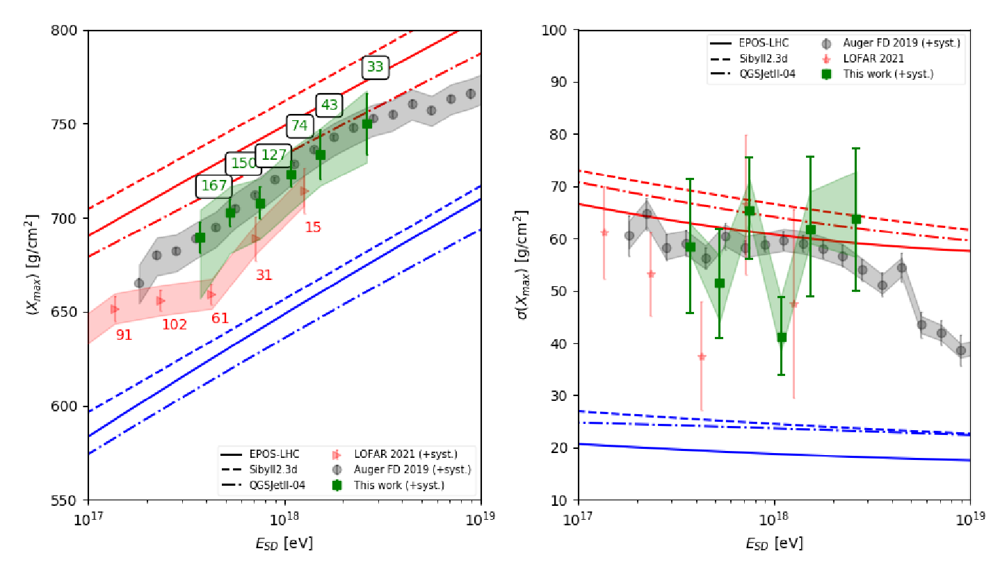 800
750
700
650
600
550
⟨X_max⟩ [g/cm²]
33
43
74
127
150
167
15
31
61
102
91
EPOS-LHC
Sibyll2.3d
QGSJetII-04
LOFAR 2021 (+syst.)
Auger FD 2019 (+syst.)
This work (+syst.)
10¹⁷
10¹⁸
10¹⁹
E_SD [eV]
100
90
80
70
60
50
40
30
20
10
σ(X_max) [g/cm²]
EPOS-LHC
Sibyll2.3d
QGSJetII-04
Auger FD 2019 (+syst.)
LOFAR 2021
This work (+syst.)
10¹⁷
10¹⁸
10¹⁹
E_SD [eV]